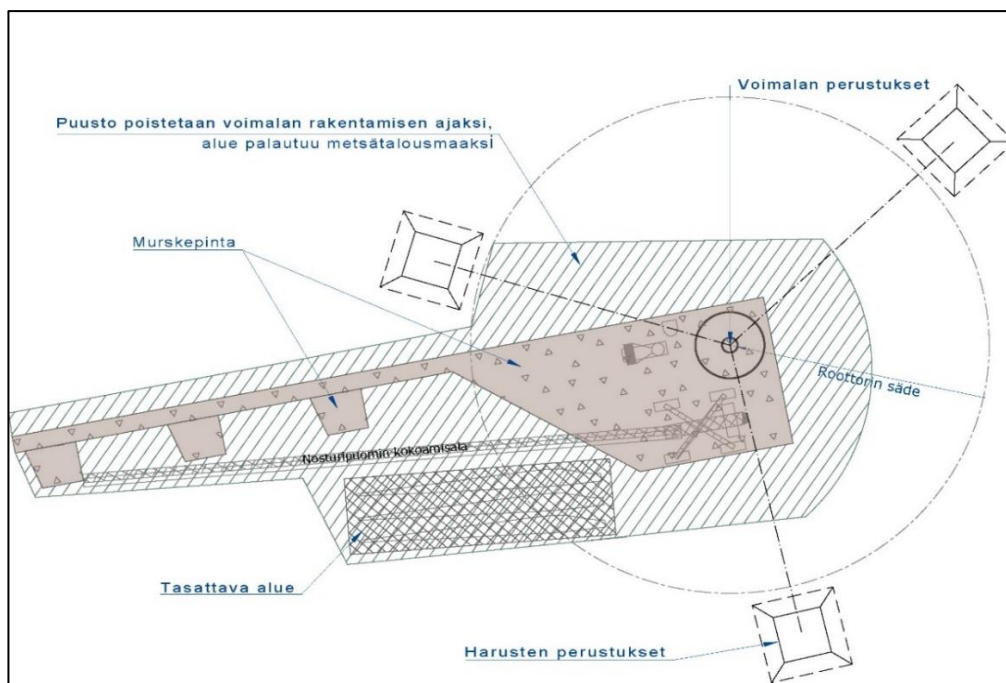 Voimalan perustukset
Puusto poistetaan voimalan rakentamisen ajaksi,
alue palautuu metsätalousmaaksi
Murskepinta
Roottorin säde
Nosturipuomin kokoamisala
Tasattava alue
Harusten perustukset